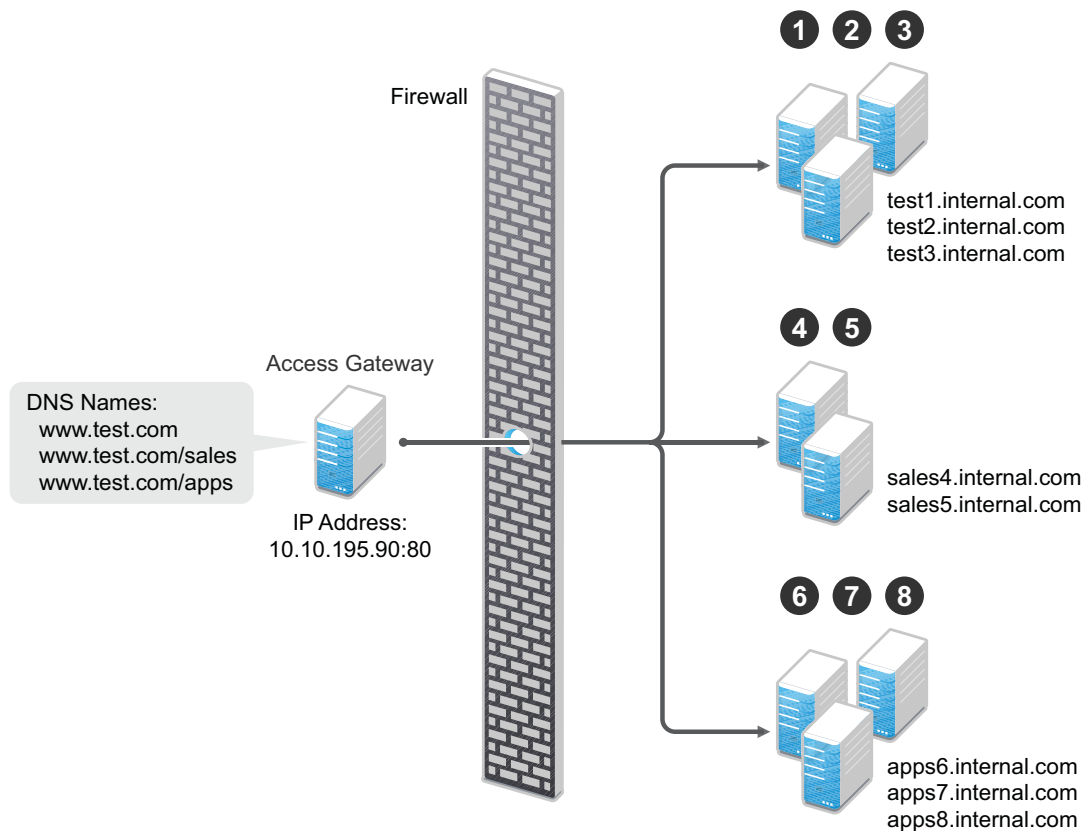 1 2 3
Firewall
test1.internal.com
test2.internal.com
test3.internal.com
4 5
Access Gateway
DNS Names:
www.test.com
www.test.com/sales
www.test.com/apps
sales4.internal.com
sales5.internal.com
IP Address:
10.10.195.90:80
6 7 8
apps6.internal.com
apps7.internal.com
apps8.internal.com